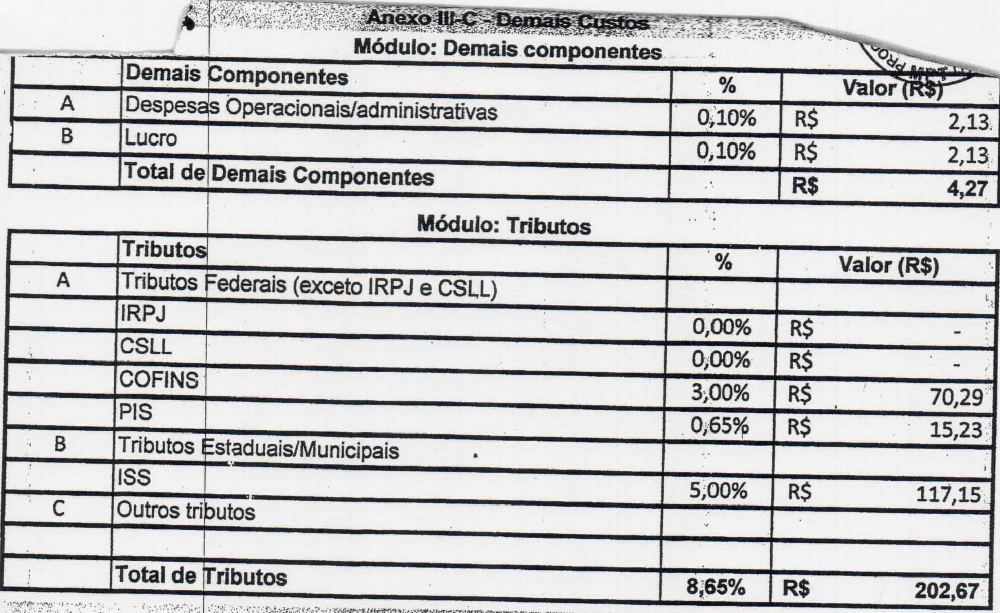 Anexo III-C - Demais Custos
Módulo: Demais componentes
Demais Componentes % Valor (R$)
A Despesas Operacionais/administrativas 0,10% R$ 2,13
B Lucro 0,10% R$ 2,13
Total de Demais Componentes R$ 4,27
Módulo: Tributos
Tributos % Valor (R$)
A Tributos Federais (exceto IRPJ e CSLL)
IRPJ 0,00% R$ -
CSLL 0,00% R$ -
COFINS 3,00% R$ 70,29
PIS 0,65% R$ 15,23
B Tributos Estaduais/Municipais
ISS 5,00% R$ 117,15
C Outros tributos
Total de Tributos 8,65% R$ 202,67